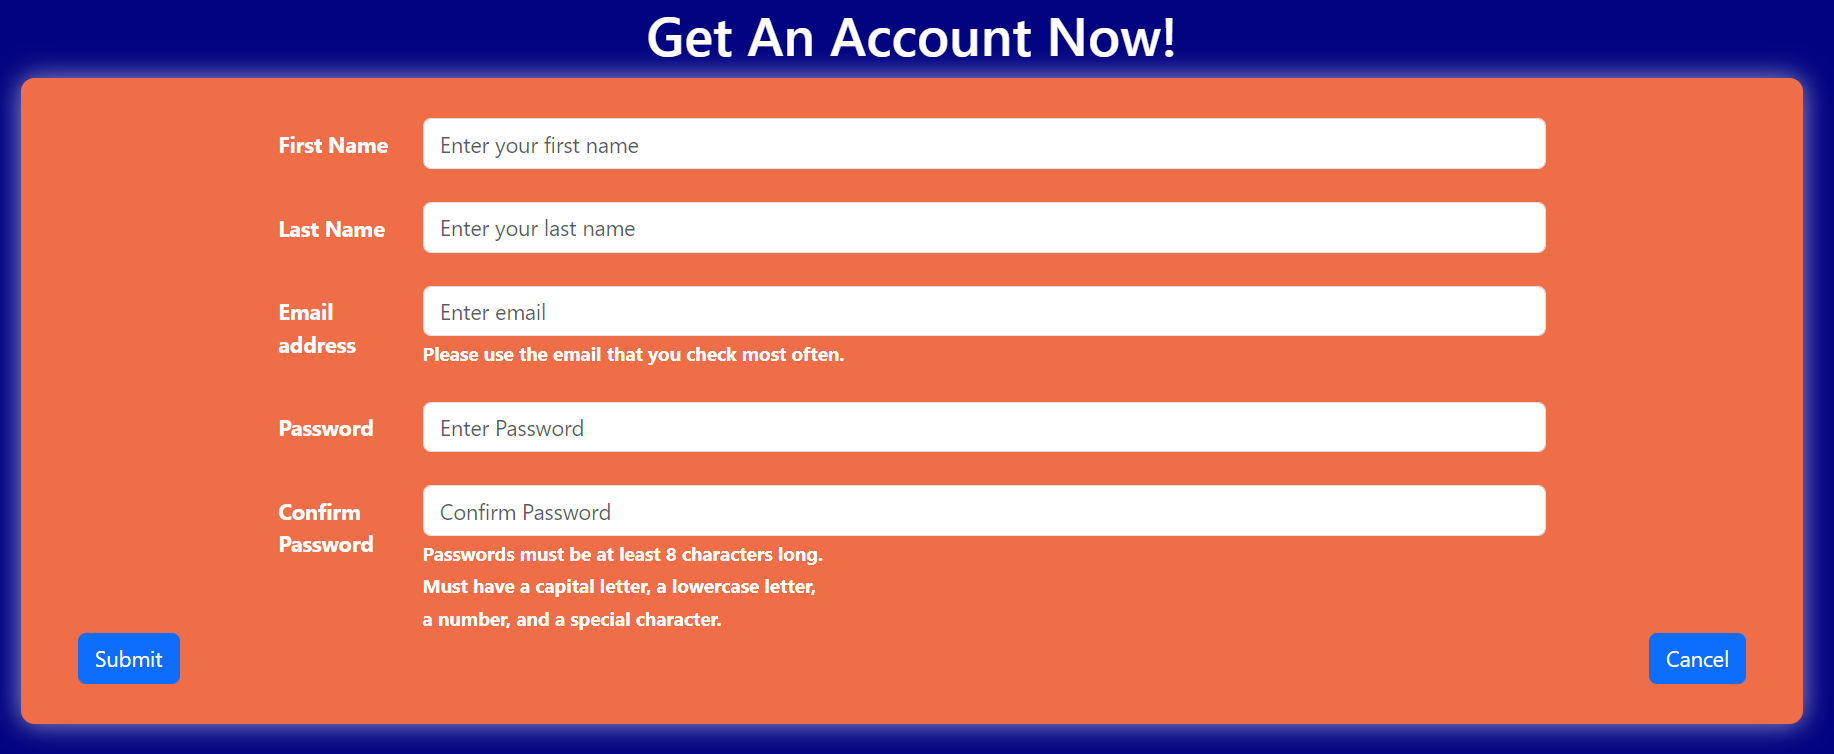 Get An Account Now!
First Name
Enter your first name
Last Name
Enter your last name
Email
address
Enter email
Please use the email that you check most often.
Password
Enter Password
Confirm
Password
Confirm Password
Passwords must be at least 8 characters long.
Must have a capital letter, a lowercase letter,
a number, and a special character.
Submit
Cancel